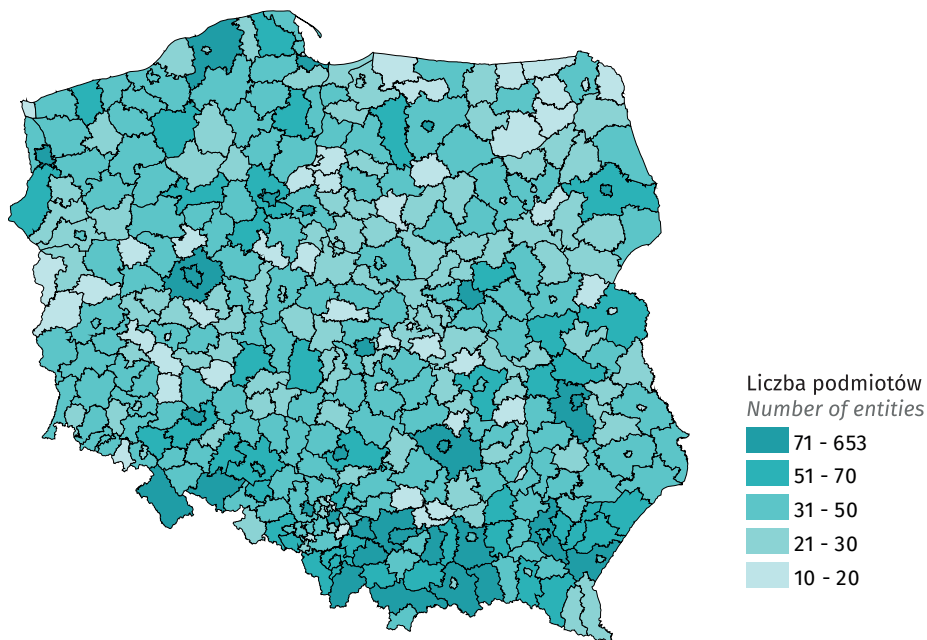 Liczba podmiotów
Number of entities
71 - 653
51 - 70
31 - 50
21 - 30
10 - 20